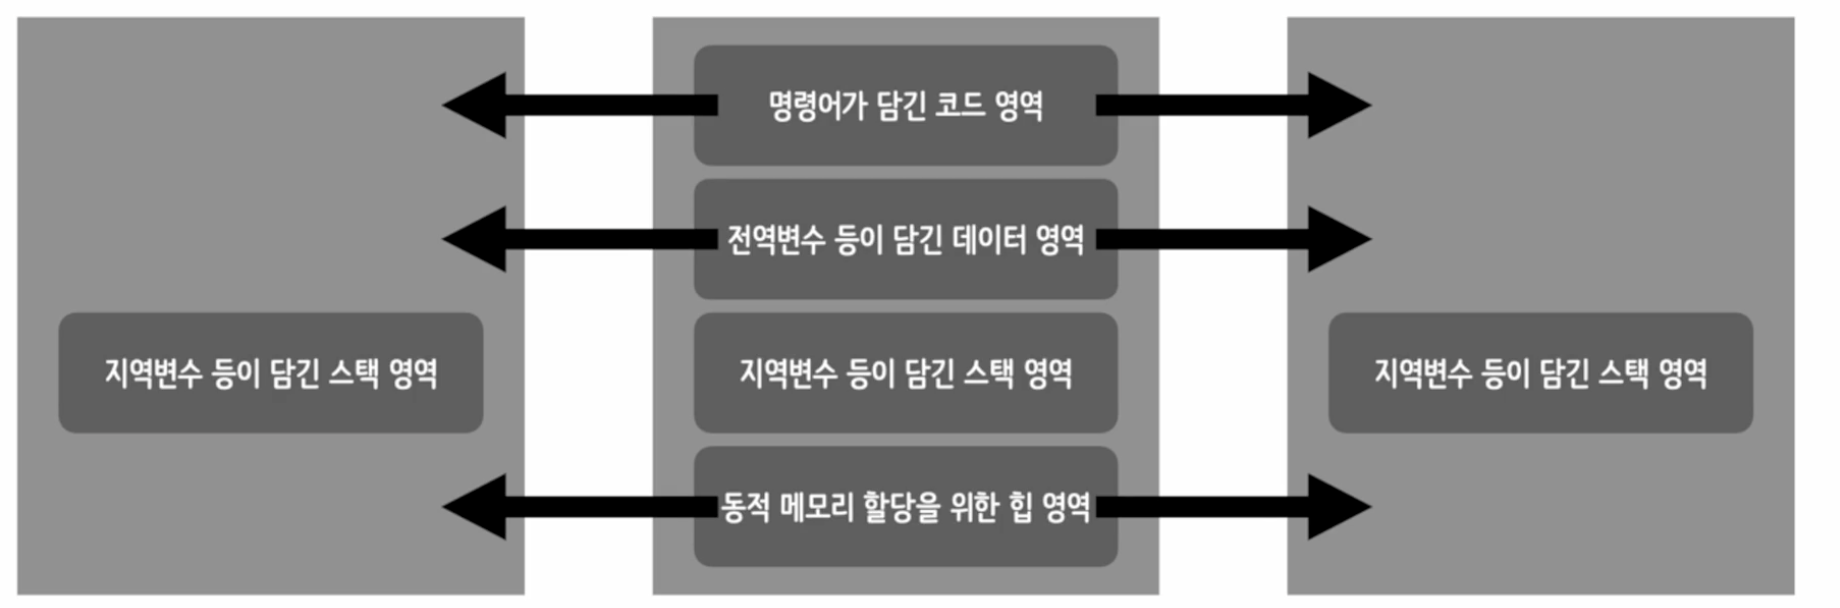 명령어가 담긴 코드 영역
전역변수 등이 담긴 데이터 영역
지역변수 등이 담긴 스택 영역
지역변수 등이 담긴 스택 영역
지역변수 등이 담긴 스택 영역
동적 메모리 할당을 위한 힙 영역